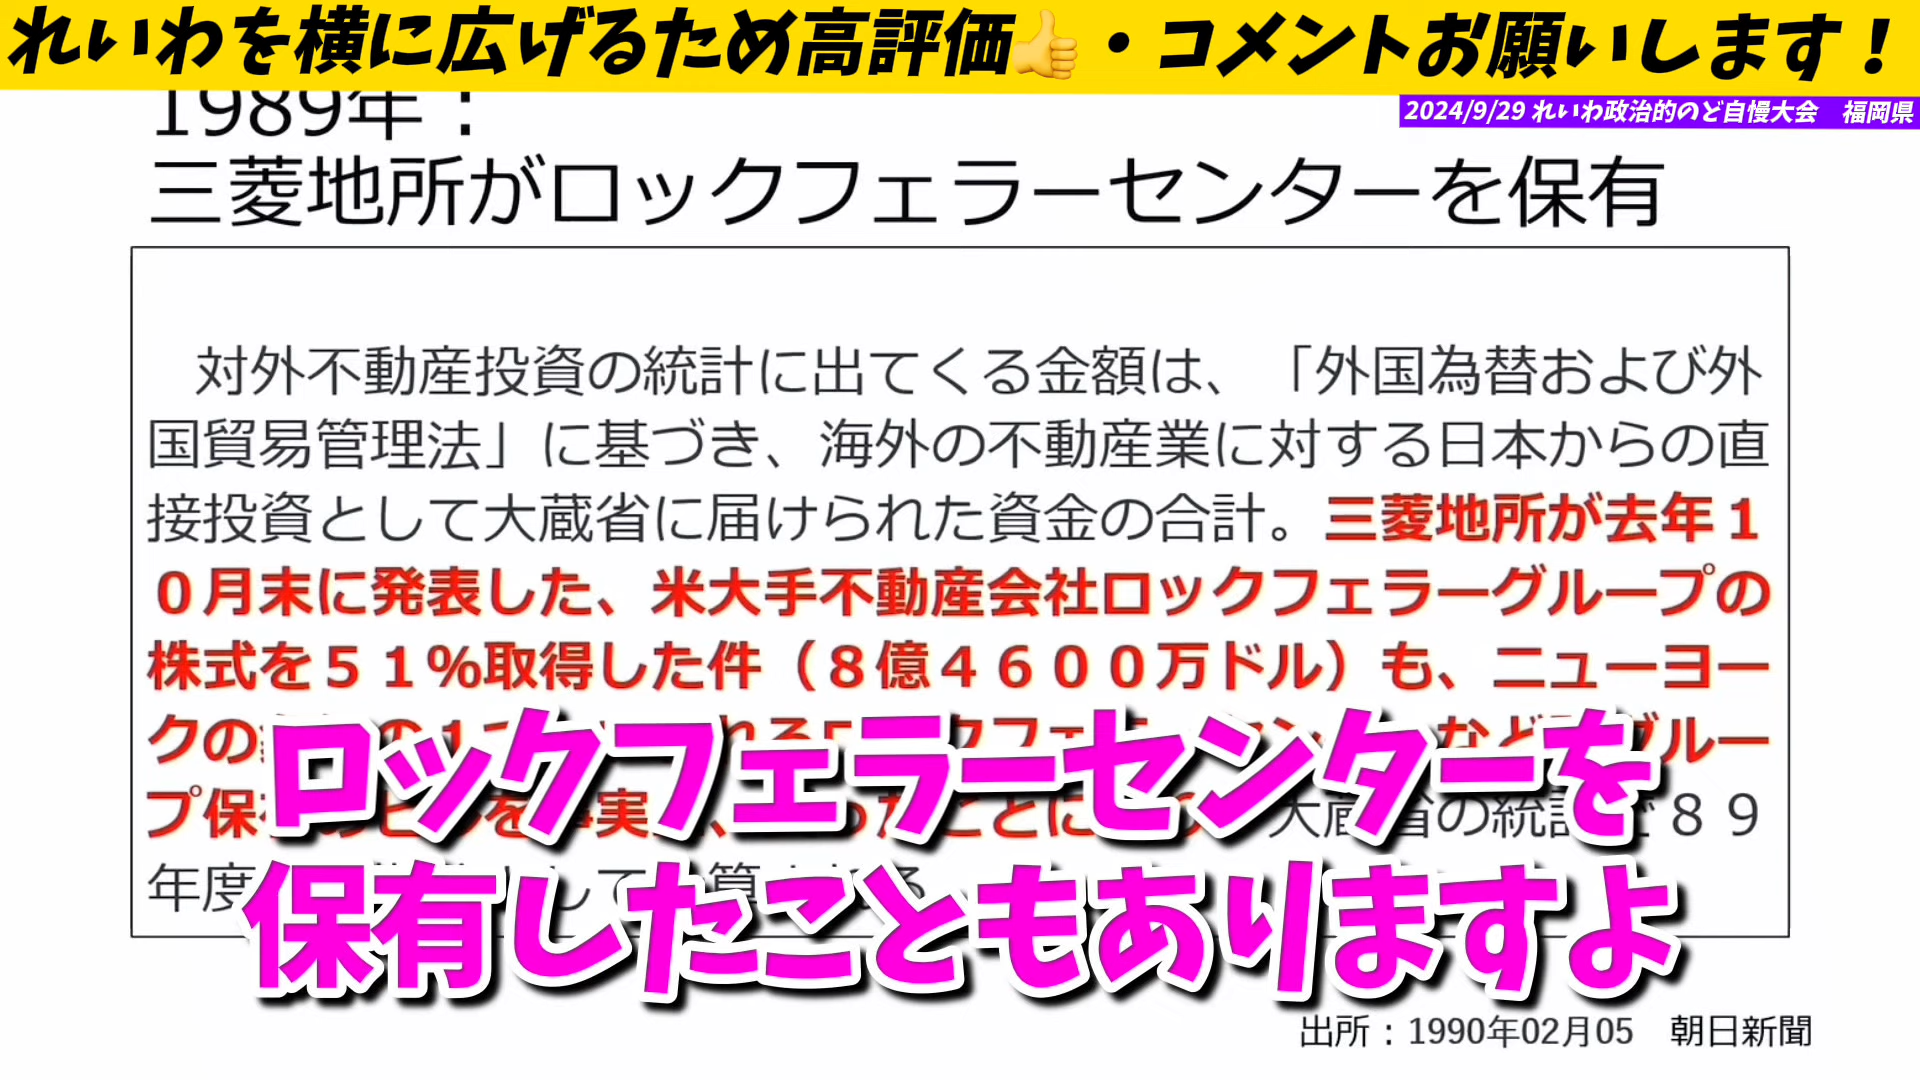 れいわを横に広げるため高評価👍・コメントお願いします！
2024/9/29 れいわ政治的のど自慢大会　福岡県
1989年：
三菱地所がロックフェラーセンターを保有
対外不動産投資の統計に出てくる金額は、「外国為替および外
国貿易管理法」に基づき、海外の不動産業に対する日本からの直
接投資として大蔵省に届けられた資金の合計。三菱地所が去年１
０月末に発表した、米大手不動産会社ロックフェラーグループの
株式を５１％取得した件（８億４６００万ドル）も、ニューヨー
クの
グルー
プ保
大蔵省の統計で８９
年度
ロックフェラーセンターを
保有したこともありますよ
出所：1990年02月05　朝日新聞